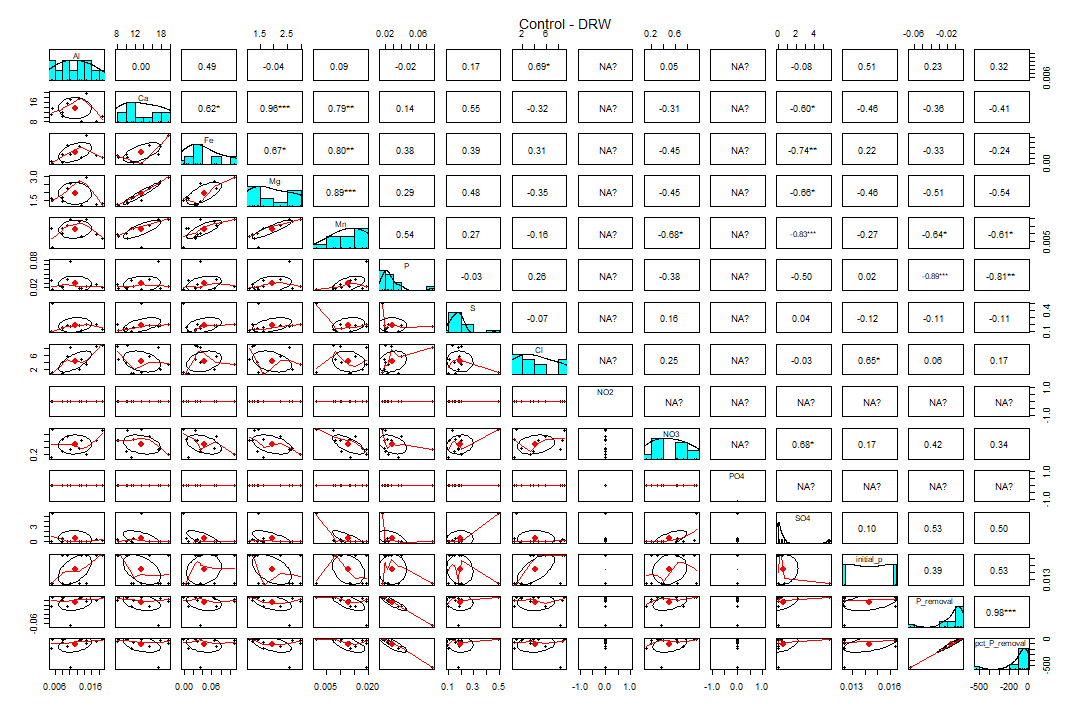 Control - DRW
8 12 18 1.5 2.5 0.02 0.06 2 6 0.2 0.6 0 2 4 -0.06 -0.02
Al 0.00 0.49 -0.04 0.09 -0.02 0.17 0.69* NA? 0.05 NA? -0.08 0.51 0.23 0.32 0.006
8 16 Ca 0.62* 0.96*** 0.79** 0.14 0.55 -0.32 NA? -0.31 NA? -0.60* -0.46 -0.36 -0.41
Fe 0.67* 0.80** 0.38 0.39 0.31 NA? -0.45 NA? -0.74** 0.22 -0.33 -0.24 0.00
1.5 3.0 Mg 0.89*** 0.29 0.48 -0.35 NA? -0.45 NA? -0.66* -0.46 -0.51 -0.54
Mn 0.54 0.27 -0.16 NA? -0.68* NA? -0.83*** -0.27 -0.64* -0.61* 0.005
0.02 0.08 P -0.03 0.26 NA? -0.38 NA? -0.50 0.02 -0.89*** -0.81**
S -0.07 NA? 0.16 NA? 0.04 -0.12 -0.11 -0.11 0.1 0.4
2 6 Cl NA? 0.25 NA? -0.03 0.65* 0.06 0.17
NO2 NA? NA? NA? NA? NA? NA? -1.0 1.0
0.2 NO3 NA? 0.68* 0.17 0.42 0.34
PO4 NA? NA? NA? NA? -1.0 1.0
0 3 SO4 0.10 0.53 0.50
initial_p 0.39 0.53 0.013
-0.06 P_removal 0.98***
pct_P_removal -500 0
0.006 0.016 0.00 0.06 0.005 0.020 0.1 0.3 0.5 -1.0 0.0 1.0 -1.0 0.0 1.0 0.013 0.016 -500 -200 0